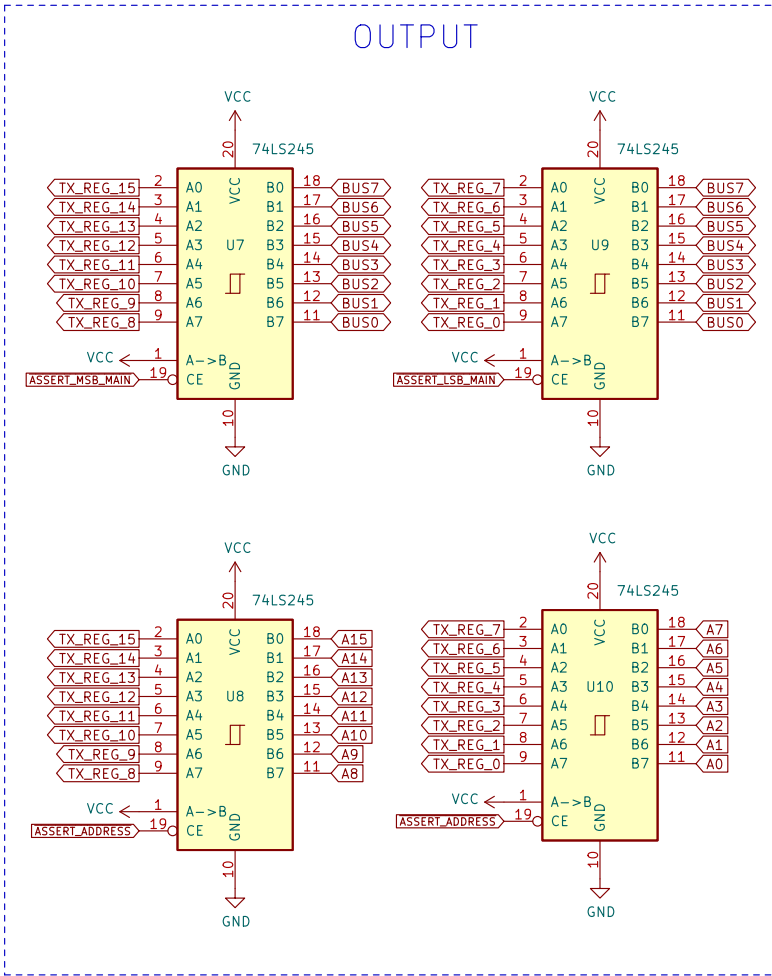 OUTPUT
VCC
20
74LS245
VCC
TX_REG_15 2 A0 B0 18 BUS7
TX_REG_14 3 A1 B1 17 BUS6
TX_REG_13 4 A2 B2 16 BUS5
TX_REG_12 5 A3 U7 B3 15 BUS4
TX_REG_11 6 A4 B4 14 BUS3
TX_REG_10 7 A5 B5 13 BUS2
TX_REG_9 8 A6 B6 12 BUS1
TX_REG_8 9 A7 B7 11 BUS0
VCC 1 A->B
ASSERT_MSB_MAIN 19 CE
GND
10
GND
VCC
20
74LS245
VCC
TX_REG_7 2 A0 B0 18 BUS7
TX_REG_6 3 A1 B1 17 BUS6
TX_REG_5 4 A2 B2 16 BUS5
TX_REG_4 5 A3 U9 B3 15 BUS4
TX_REG_3 6 A4 B4 14 BUS3
TX_REG_2 7 A5 B5 13 BUS2
TX_REG_1 8 A6 B6 12 BUS1
TX_REG_0 9 A7 B7 11 BUS0
VCC 1 A->B
ASSERT_LSB_MAIN 19 CE
GND
10
GND
VCC
20
74LS245
VCC
TX_REG_15 2 A0 B0 18 A15
TX_REG_14 3 A1 B1 17 A14
TX_REG_13 4 A2 B2 16 A13
TX_REG_12 5 A3 U8 B3 15 A12
TX_REG_11 6 A4 B4 14 A11
TX_REG_10 7 A5 B5 13 A10
TX_REG_9 8 A6 B6 12 A9
TX_REG_8 9 A7 B7 11 A8
VCC 1 A->B
ASSERT_ADDRESS 19 CE
GND
10
GND
VCC
20
74LS245
VCC
TX_REG_7 2 A0 B0 18 A7
TX_REG_6 3 A1 B1 17 A6
TX_REG_5 4 A2 B2 16 A5
TX_REG_4 5 A3 U10 B3 15 A4
TX_REG_3 6 A4 B4 14 A3
TX_REG_2 7 A5 B5 13 A2
TX_REG_1 8 A6 B6 12 A1
TX_REG_0 9 A7 B7 11 A0
VCC 1 A->B
ASSERT_ADDRESS 19 CE
GND
10
GND